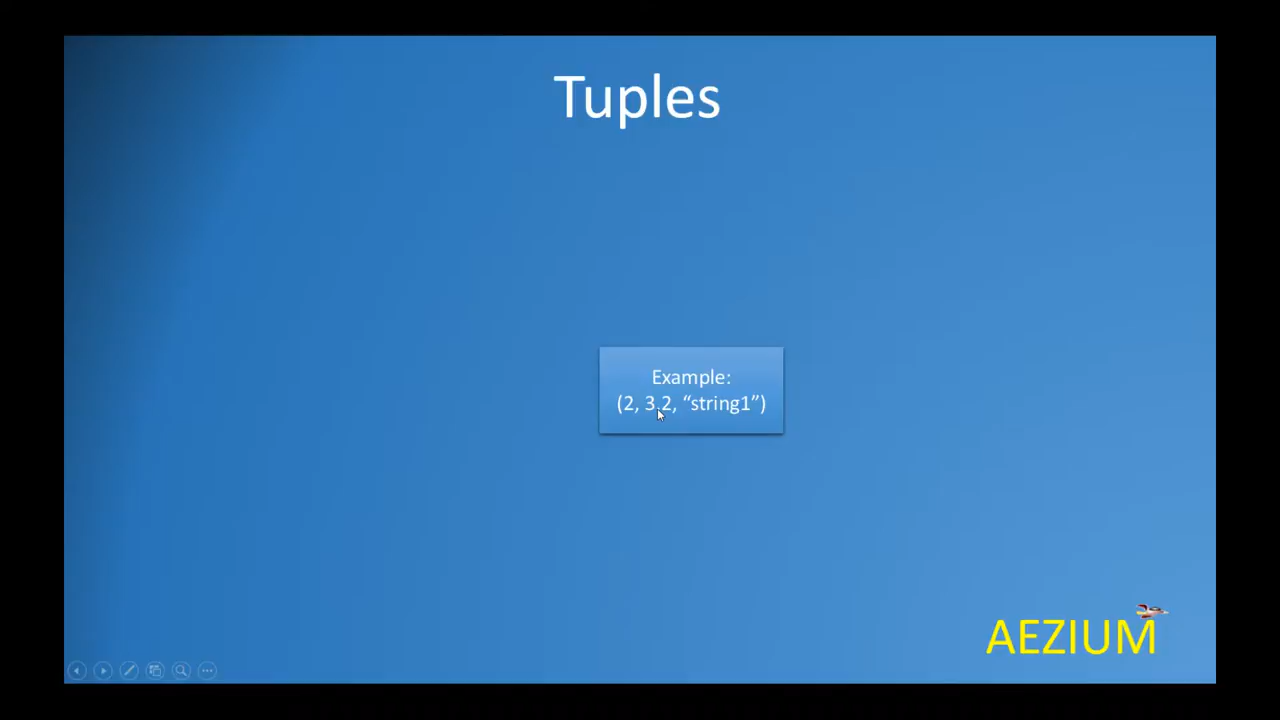 Tuples
Example:
(2, 3.2, “string1”)
AEZIUM